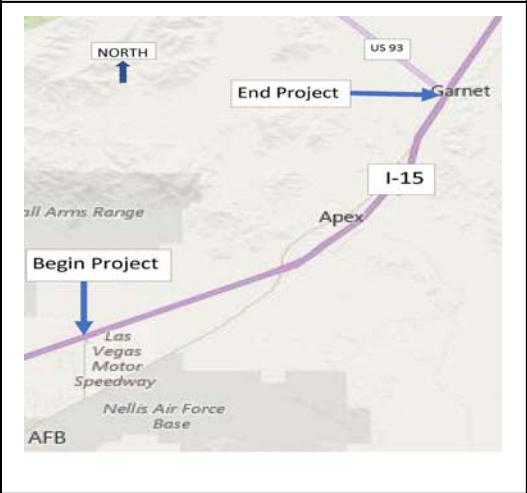 NORTH
US 93
End Project
Garnet
I-15
all Arms Range
Apex
Begin Project
Las
Vegas
Motor
Speedway
Nellis Air Force
Base
AFB